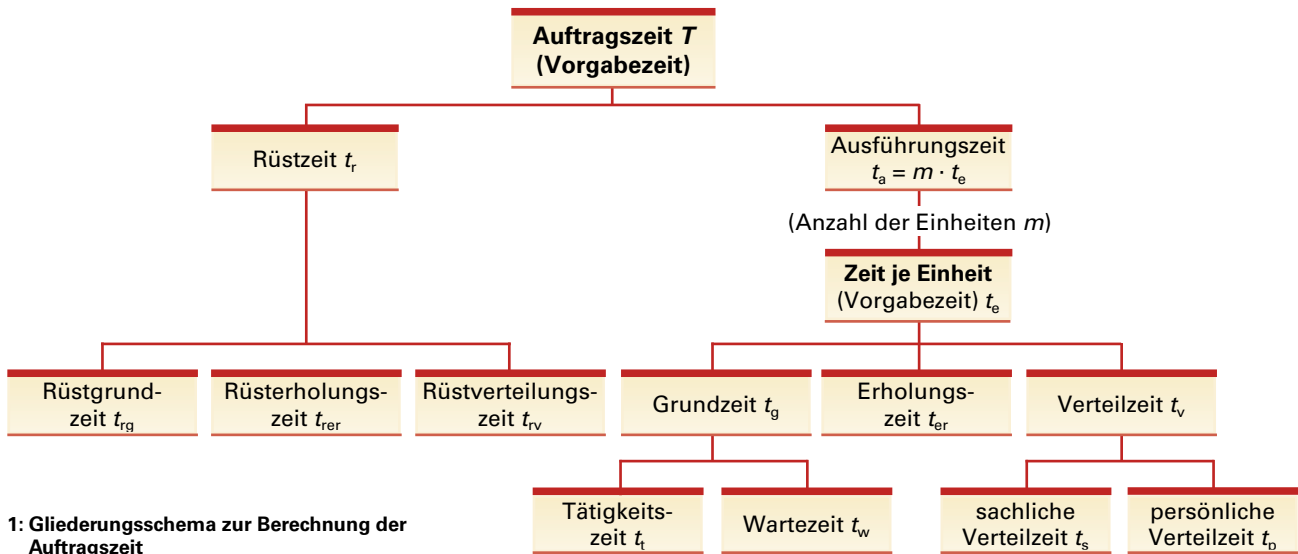 Auftragszeit T
(Vorgabezeit)
Rüstzeit tr
Ausführungszeit
ta = m · te
(Anzahl der Einheiten m)
Zeit je Einheit
(Vorgabezeit) te
Rüstgrund-
zeit trg
Rüsterholungs-
zeit trer
Rüstverteilungs-
zeit trv
Grundzeit tg
Erholungs-
zeit ter
Verteilzeit tv
Tätigkeits-
zeit tt
Wartezeit tw
sachliche
Verteilzeit ts
persönliche
Verteilzeit tp
1: Gliederungsschema zur Berechnung der
Auftragszeit